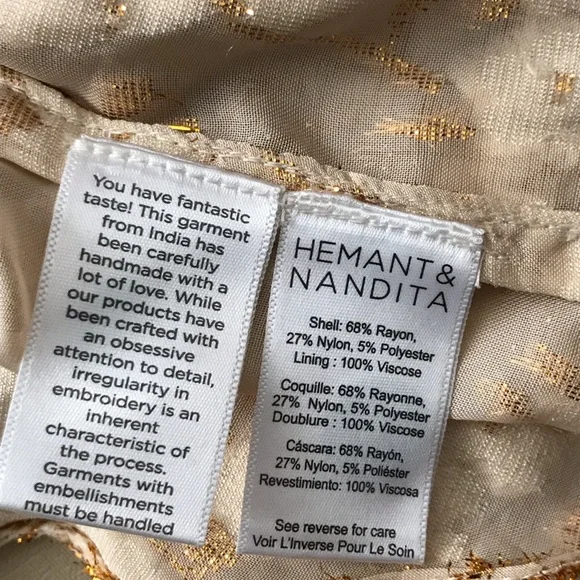 You have fantastic
taste! This garment
from India has
been carefully
handmade with a
lot of love. While
our products have
been crafted with
an obsessive
attention to detail,
irregularity in
embroidery is an
inherent
characteristic of
the process.
Garments with
embellishments
must be handled
HEMANT &
NANDITA
Shell: 68% Rayon,
27% Nylon, 5% Polyester
Lining : 100% Viscose
Coquille: 68% Rayonne,
27% Nylon, 5% Polyester
Doublure : 100% Viscose
Cáscara: 68% Rayón,
27% Nylon, 5% Poliéster
Revestimiento: 100% Viscosa
See reverse for care
Voir L'Inverse Pour Le Soin